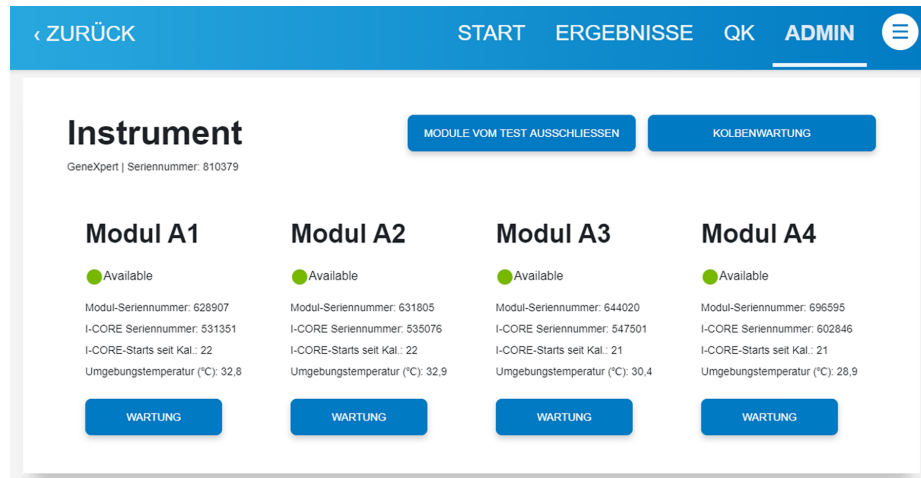 ‹ ZURÜCK START ERGEBNISSE QK ADMIN
Instrument
MODULE VOM TEST AUSSCHLIESSEN KOLBENWARTUNG
GeneXpert | Seriennummer: 810379
Modul A1 Modul A2 Modul A3 Modul A4
Available Available Available Available
Modul-Seriennummer: 628907 Modul-Seriennummer: 631805 Modul-Seriennummer: 644020 Modul-Seriennummer: 696595
I-CORE Seriennummer: 531351 I-CORE Seriennummer: 535076 I-CORE Seriennummer: 547501 I-CORE Seriennummer: 602846
I-CORE-Starts seit Kal.: 22 I-CORE-Starts seit Kal.: 22 I-CORE-Starts seit Kal.: 21 I-CORE-Starts seit Kal.: 21
Umgebungstemperatur (°C): 32,8 Umgebungstemperatur (°C): 32,9 Umgebungstemperatur (°C): 30,4 Umgebungstemperatur (°C): 28,9
WARTUNG WARTUNG WARTUNG WARTUNG